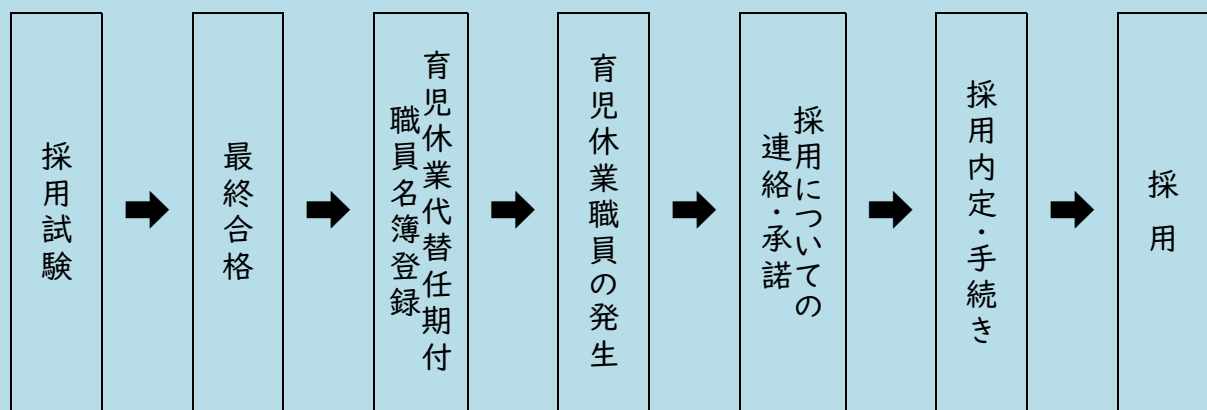 採用試験
最終合格
育児休業代替任期付
職員名簿登録
育児休業職員の発生
採用についての
連絡・承諾
採用内定・手続き
採用